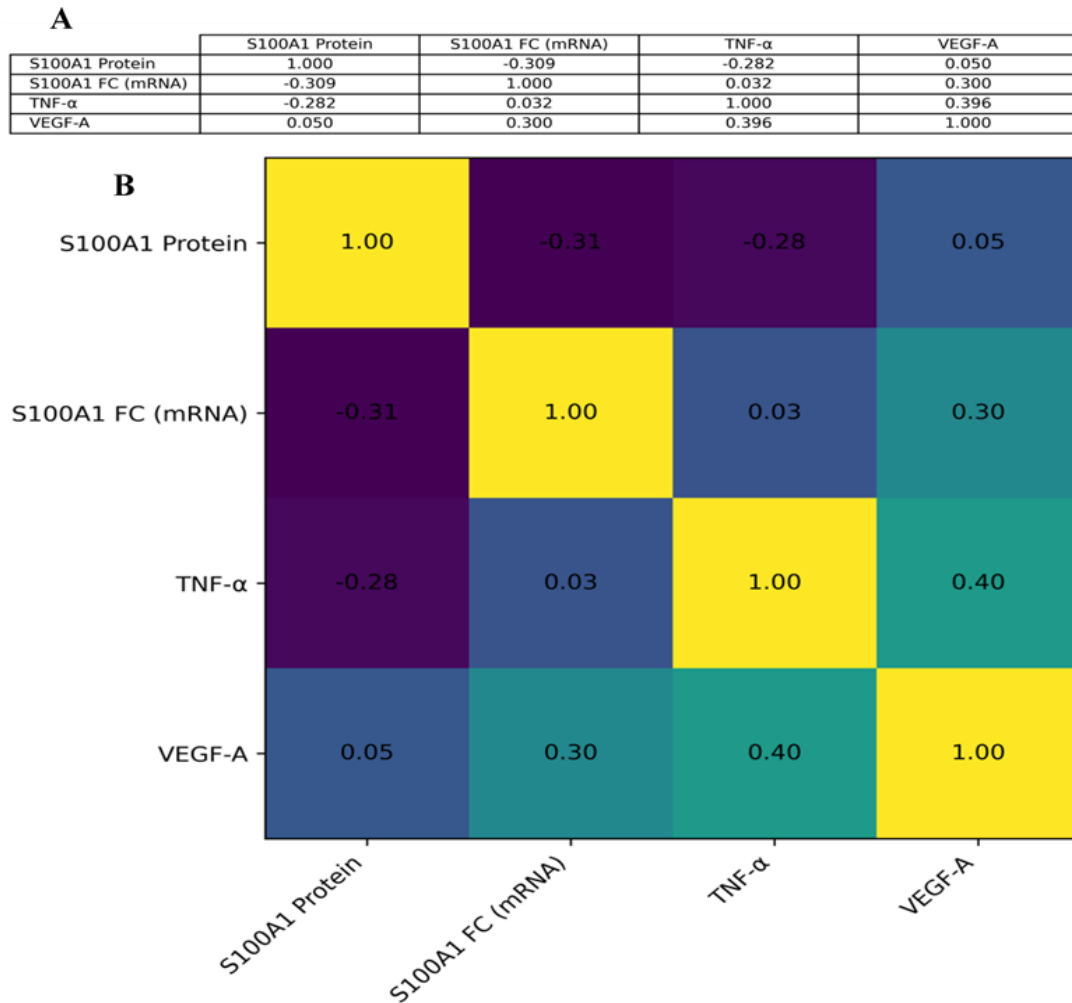 A
S100A1 Protein S100A1 FC (mRNA) TNF-α VEGF-A
S100A1 Protein 1.000 -0.309 -0.282 0.050
S100A1 FC (mRNA) -0.309 1.000 0.032 0.300
TNF-α -0.282 0.032 1.000 0.396
VEGF-A 0.050 0.300 0.396 1.000
B
S100A1 Protein 1.00 -0.31 -0.28 0.05
S100A1 FC (mRNA) -0.31 1.00 0.03 0.30
TNF-α -0.28 0.03 1.00 0.40
VEGF-A 0.05 0.30 0.40 1.00
S100A1 Protein S100A1 FC (mRNA) TNF-α VEGF-A